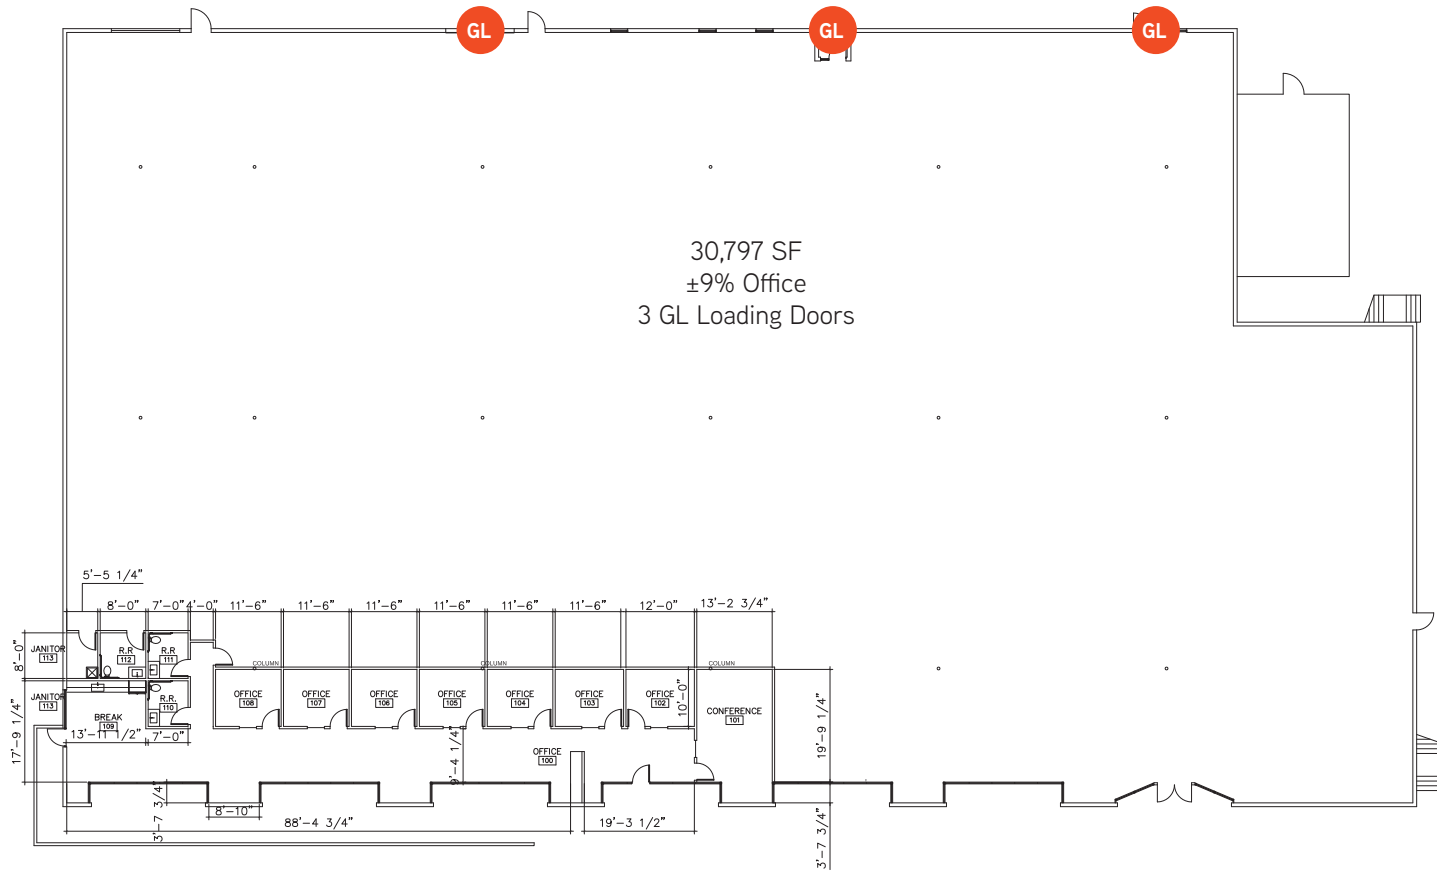 GL
GL
GL
30,797 SF
±9% Office
3 GL Loading Doors
5'-5 1/4"
8'-0"
7'-0"
4'-0"
11'-6"
11'-6"
11'-6"
11'-6"
11'-6"
11'-6"
12'-0"
13'-2 3/4"
8'-0"
JANITOR
113
R.R
112
R.R
111
COLUMN
COLUMN
COLUMN
JANITOR
113
R.R.
110
OFFICE
108
OFFICE
107
OFFICE
106
OFFICE
105
OFFICE
104
OFFICE
103
OFFICE
102
10'-0"
CONFERENCE
101
BREAK
109
17'-9 1/4"
13'-11 1/2"
7'-0"
9'-4 1/4"
OFFICE
100
19'-9 1/4"
3'-7 3/4"
8'-10"
88'-4 3/4"
19'-3 1/2"
3'-7 3/4"